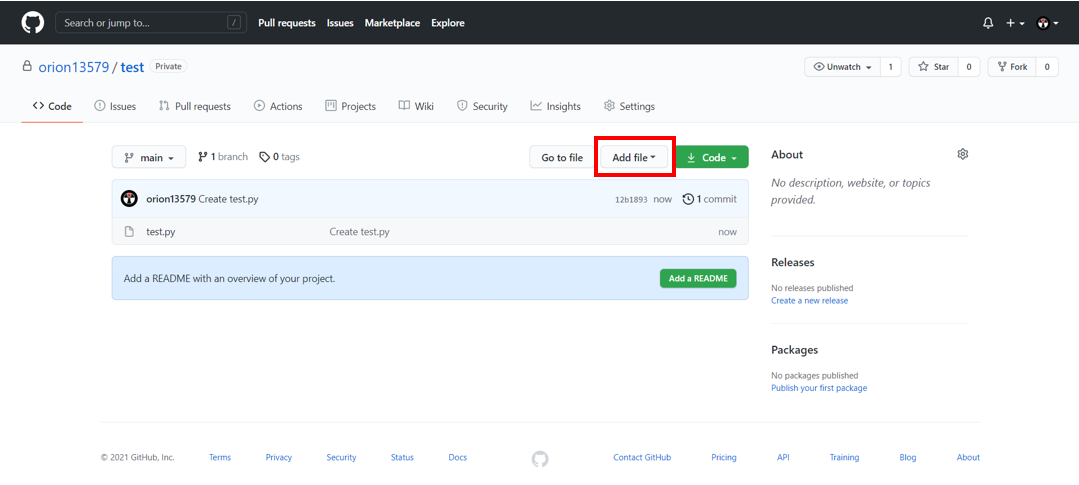 Search or jump to... /
Pull requests Issues Marketplace Explore
orion13579 / test Private
Unwatch 1 Star 0 Fork 0
Code Issues Pull requests Actions Projects Wiki Security Insights Settings
main 1 branch 0 tags
Go to file Add file Code
orion13579 Create test.py 12b1893 now 1 commit
test.py Create test.py now
Add a README with an overview of your project. Add a README
About
No description, website, or topics
provided.
Releases
No releases published
Create a new release
Packages
No packages published
Publish your first package
© 2021 GitHub, Inc. Terms Privacy Security Status Docs Contact GitHub Pricing API Training Blog About